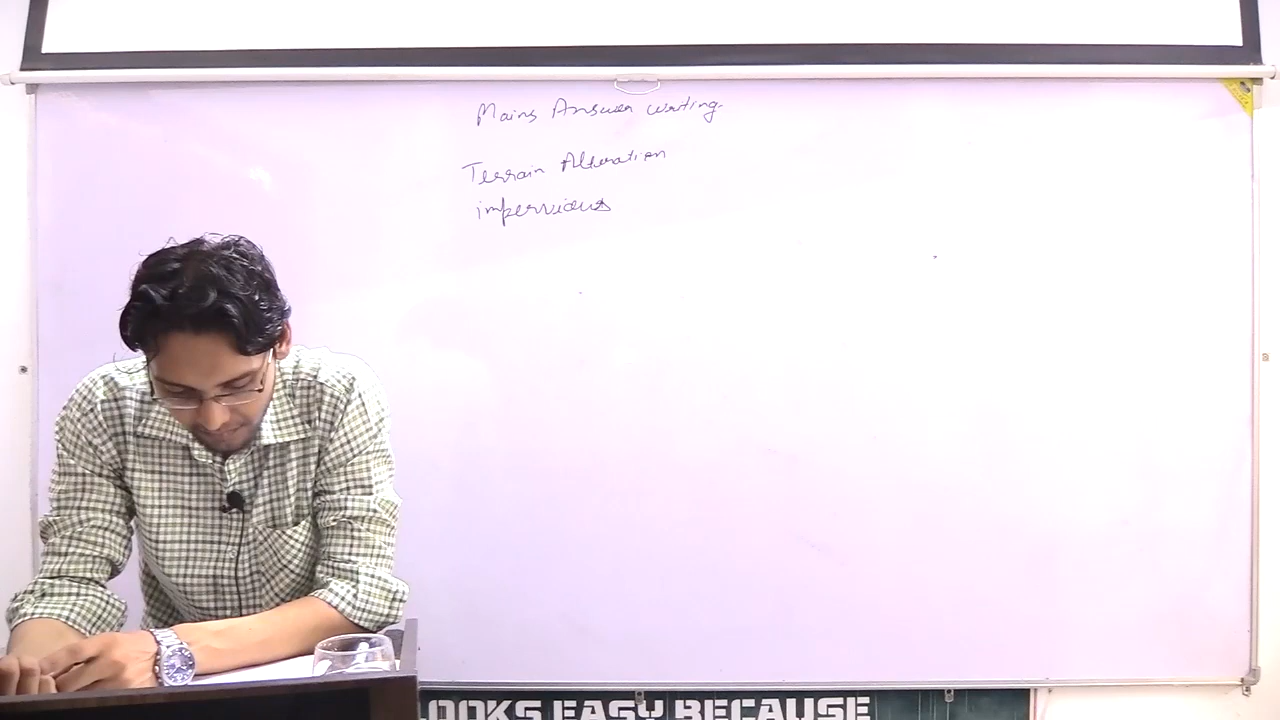 Mains Answer writing
Terrain Alteration
impervious
LOOKS EASY BECAUSE